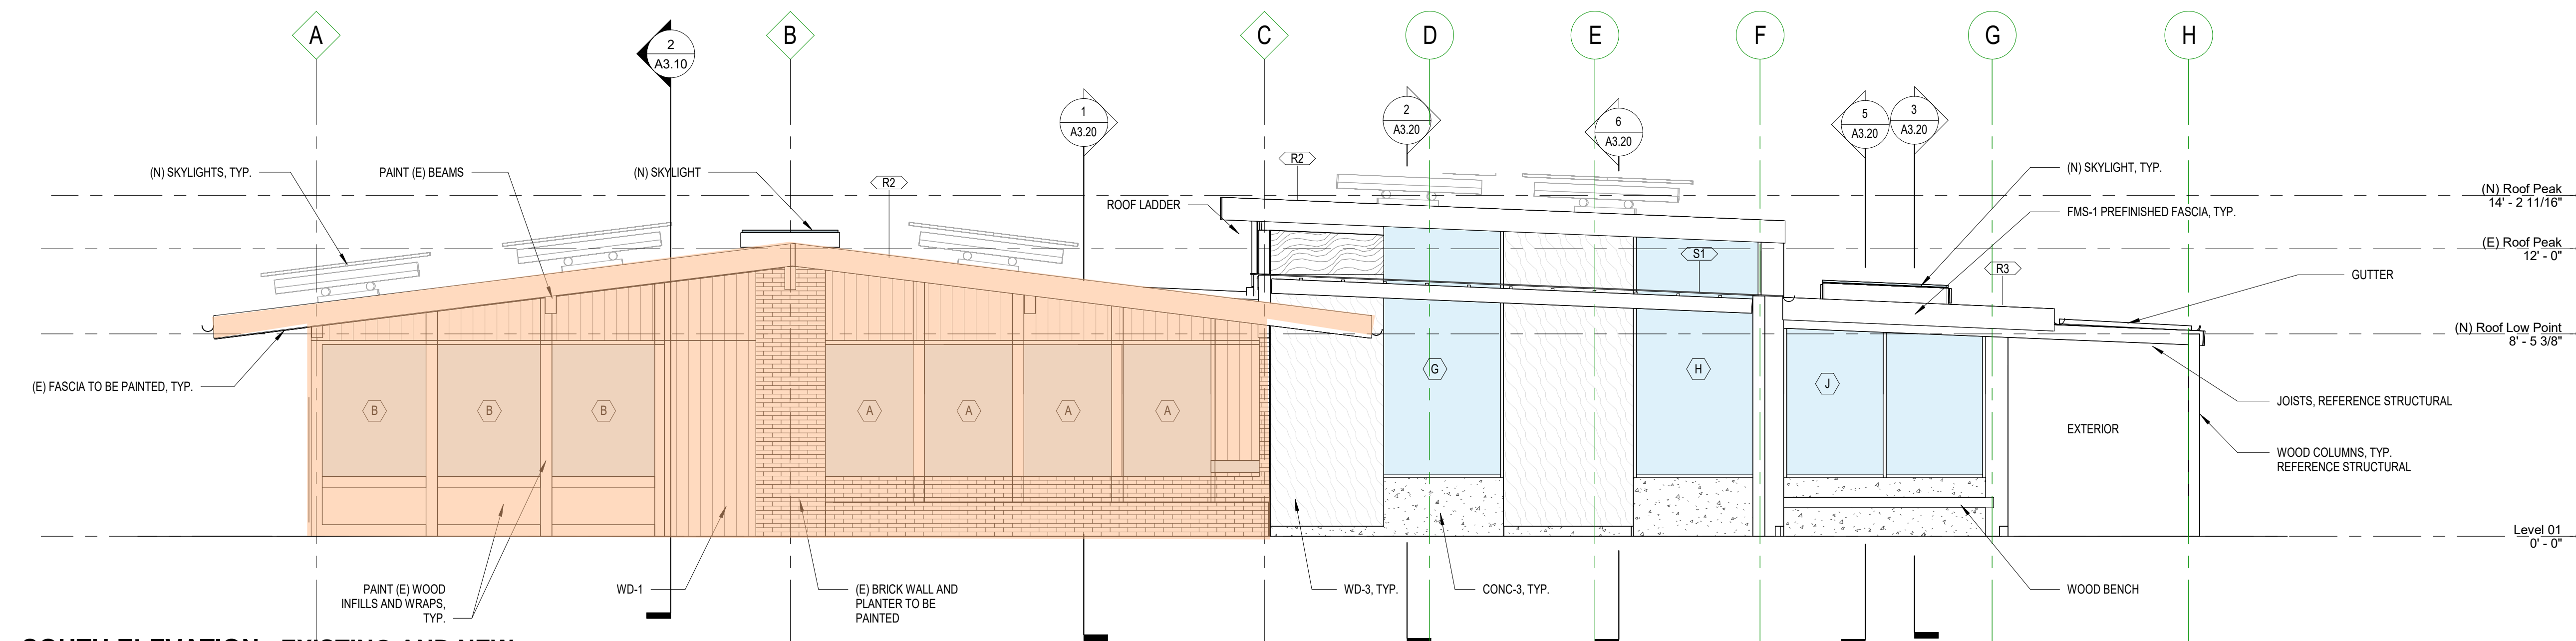 A
B
C
D
E
F
G
H
2
A3.10
1
A3.20
2
A3.20
6
A3.20
5
A3.20
3
A3.20
(N) SKYLIGHTS, TYP.
PAINT (E) BEAMS
(N) SKYLIGHT
R2
ROOF LADDER
R2
S1
(N) SKYLIGHT, TYP.
FMS-1 PREFINISHED FASCIA, TYP.
R3
GUTTER
(N) Roof Peak
14' - 2 11/16"
(E) Roof Peak
12' - 0"
(N) Roof Low Point
8' - 5 3/8"
(E) FASCIA TO BE PAINTED, TYP.
B
B
B
A
A
A
A
G
H
J
JOISTS, REFERENCE STRUCTURAL
EXTERIOR
WOOD COLUMNS, TYP.
REFERENCE STRUCTURAL
Level 01
0' - 0"
PAINT (E) WOOD
INFILLS AND WRAPS,
TYP.
WD-1
(E) BRICK WALL AND
PLANTER TO BE
PAINTED
WD-3, TYP.
CONC-3, TYP.
WOOD BENCH
SOUTH ELEVATION - EXISTING AND NEW